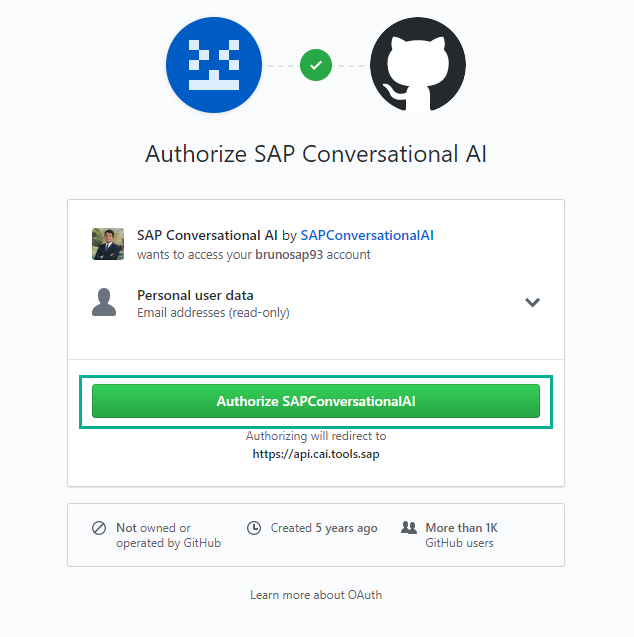 Authorize SAP Conversational AI
SAP Conversational AI by SAPConversationalAI
wants to access your brunosap93 account
Personal user data
Email addresses (read-only)
Authorize SAPConversationalAI
Authorizing will redirect to
https://api.cai.tools.sap
Not owned or
operated by GitHub
Created 5 years ago
More than 1K
GitHub users
Learn more about OAuth